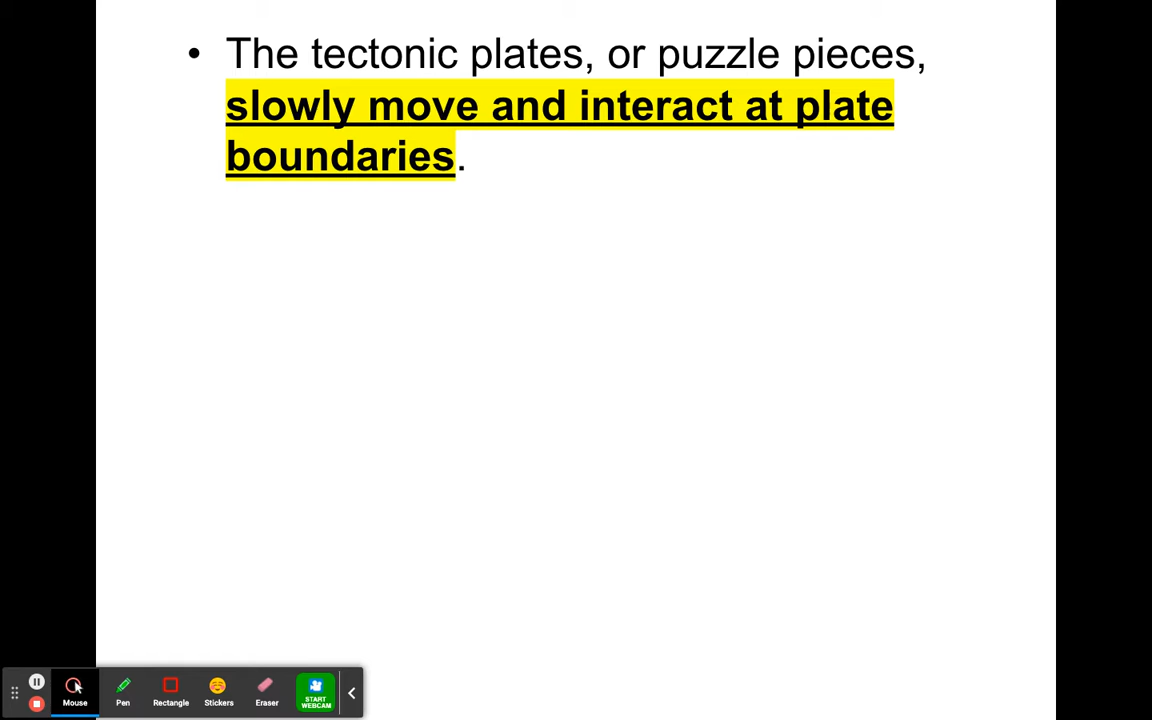 • The tectonic plates, or puzzle pieces,
slowly move and interact at plate
boundaries.
Mouse
Pen
Rectangle
Stickers
Eraser
START
WEBCAM